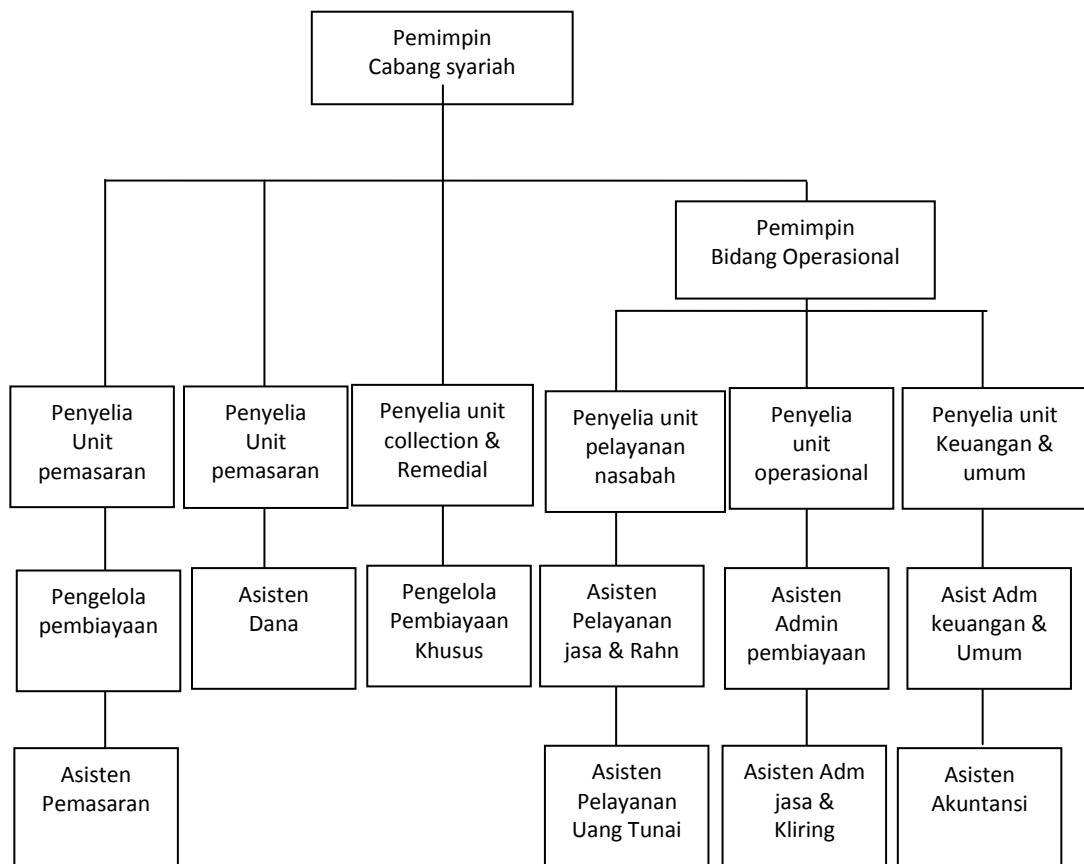 Pemimpin
Cabang syariah
Pemimpin
Bidang Operasional
Penyelia
Unit
pemasaran
Penyelia
Unit
pemasaran
Penyelia unit
collection &
Remedial
Penyelia unit
pelayanan
nasabah
Penyelia
unit
operasional
Penyelia unit
Keuangan &
umum
Pengelola
pembiayaan
Asisten
Dana
Pengelola
Pembiayaan
Khusus
Asisten
Pelayanan
jasa & Rahn
Asisten
Admin
pembiayaan
Asist Adm
keuangan &
Umum
Asisten
Pemasaran
Asisten
Pelayanan
Uang Tunai
Asisten Adm
jasa &
Kliring
Asisten
Akuntansi